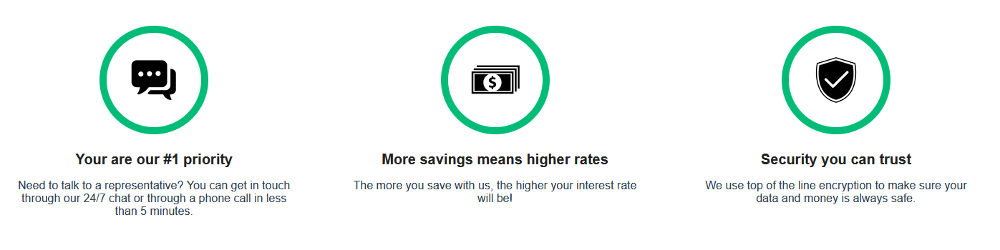 Your are our #1 priority
Need to talk to a representative? You can get in touch
through our 24/7 chat or through a phone call in less
than 5 minutes.
More savings means higher rates
The more you save with us, the higher your interest rate
will be!
Security you can trust
We use top of the line encryption to make sure your
data and money is always safe.